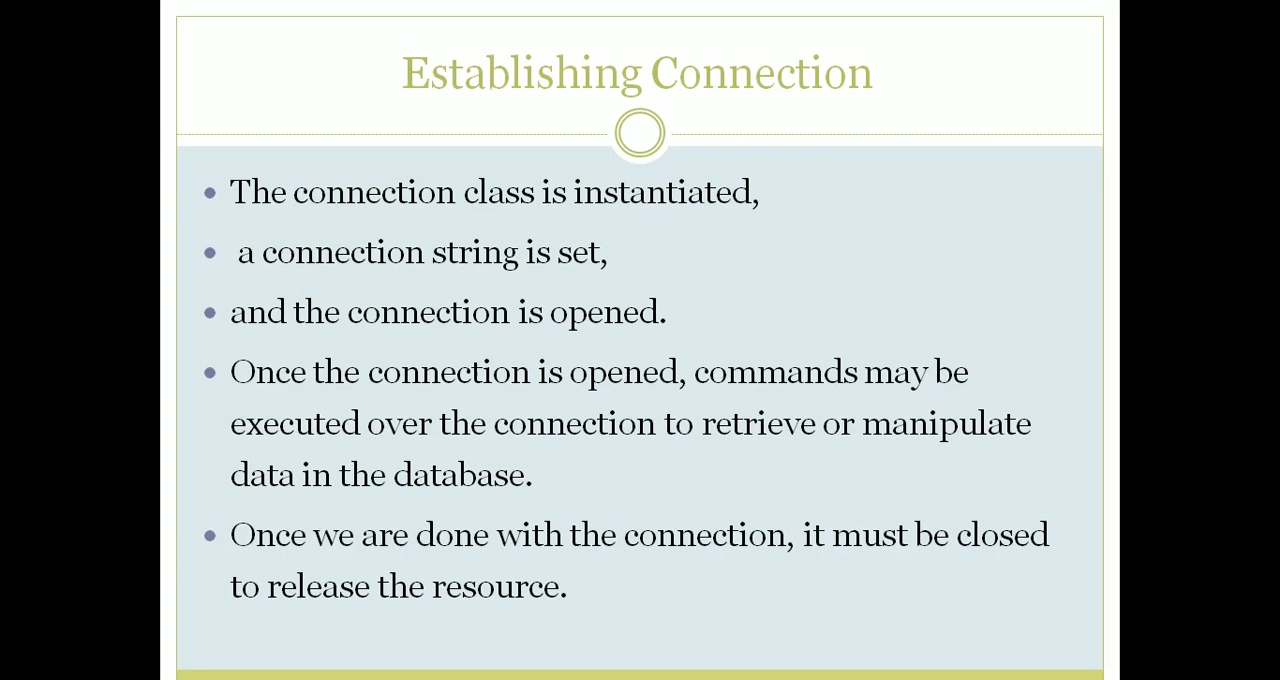 Establishing Connection
• The connection class is instantiated,
• a connection string is set,
• and the connection is opened.
• Once the connection is opened, commands may be
executed over the connection to retrieve or manipulate
data in the database.
• Once we are done with the connection, it must be closed
to release the resource.